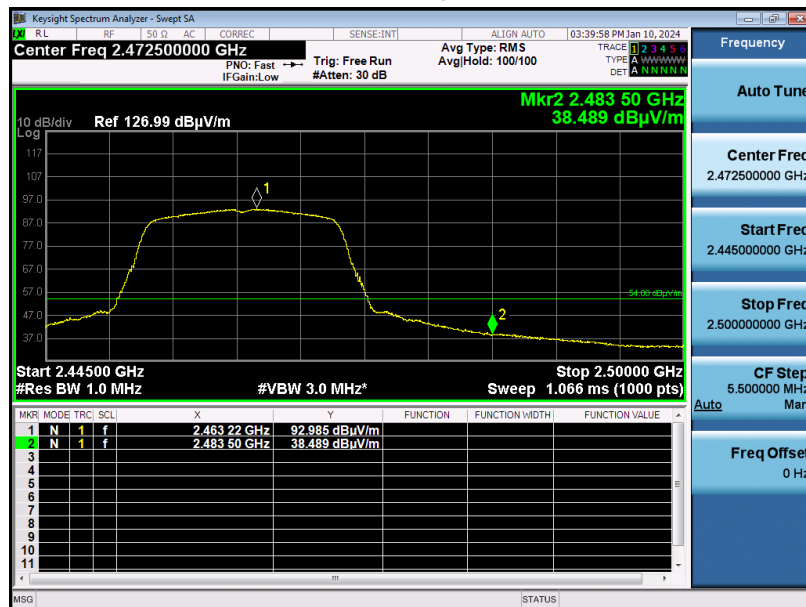 Keysight Spectrum Analyzer - Swept SA
LXI RL RF 50 Ω AC CORREC SENSE:INT ALIGN AUTO 03:39:58 PM Jan 10, 2024
Center Freq 2.472500000 GHz
PNO: Fast
IFGain:Low
Trig: Free Run
#Atten: 30 dB
Avg Type: RMS
Avg|Hold: 100/100
TRACE 1 2 3 4 5 6
TYPE A WWWWW
DET A N N N N N
Mkr2 2.483 50 GHz
38.489 dBµV/m
10 dB/div Ref 126.99 dBµV/m
Log
117
107
97.0
87.0
77.0
67.0
57.0
47.0
37.0
1
54.00 dBµV/m
2
Start 2.44500 GHz Stop 2.50000 GHz
#Res BW 1.0 MHz #VBW 3.0 MHz* Sweep 1.066 ms (1000 pts)
MKR MODE TRC SCL X Y FUNCTION FUNCTION WIDTH FUNCTION VALUE
1 N 1 f 2.463 22 GHz 92.985 dBµV/m
2 N 1 f 2.483 50 GHz 38.489 dBµV/m
3
4
5
6
7
8
9
10
11
MSG STATUS
Frequency
Auto Tune
Center Freq
2.472500000 GHz
Start Freq
2.445000000 GHz
Stop Freq
2.500000000 GHz
CF Step
5.500000 MHz
Auto Man
Freq Offset
0 Hz